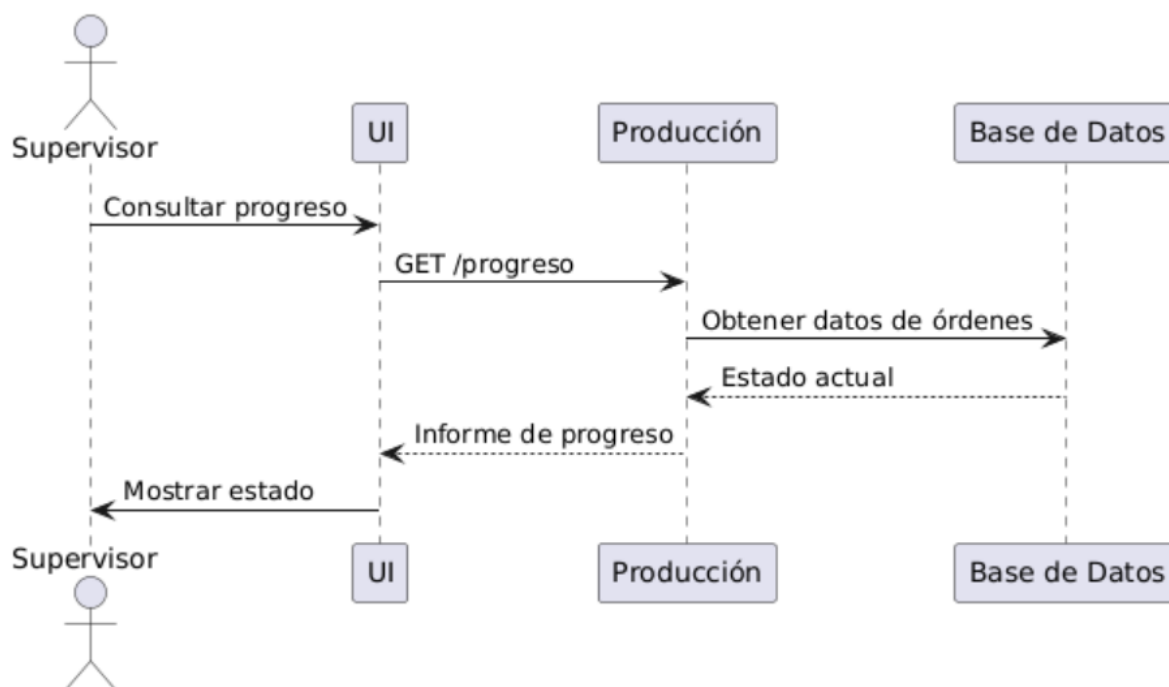 Supervisor
UI
Producción
Base de Datos
Consultar progreso
GET /progreso
Obtener datos de órdenes
Estado actual
Informe de progreso
Mostrar estado
Supervisor
UI
Producción
Base de Datos